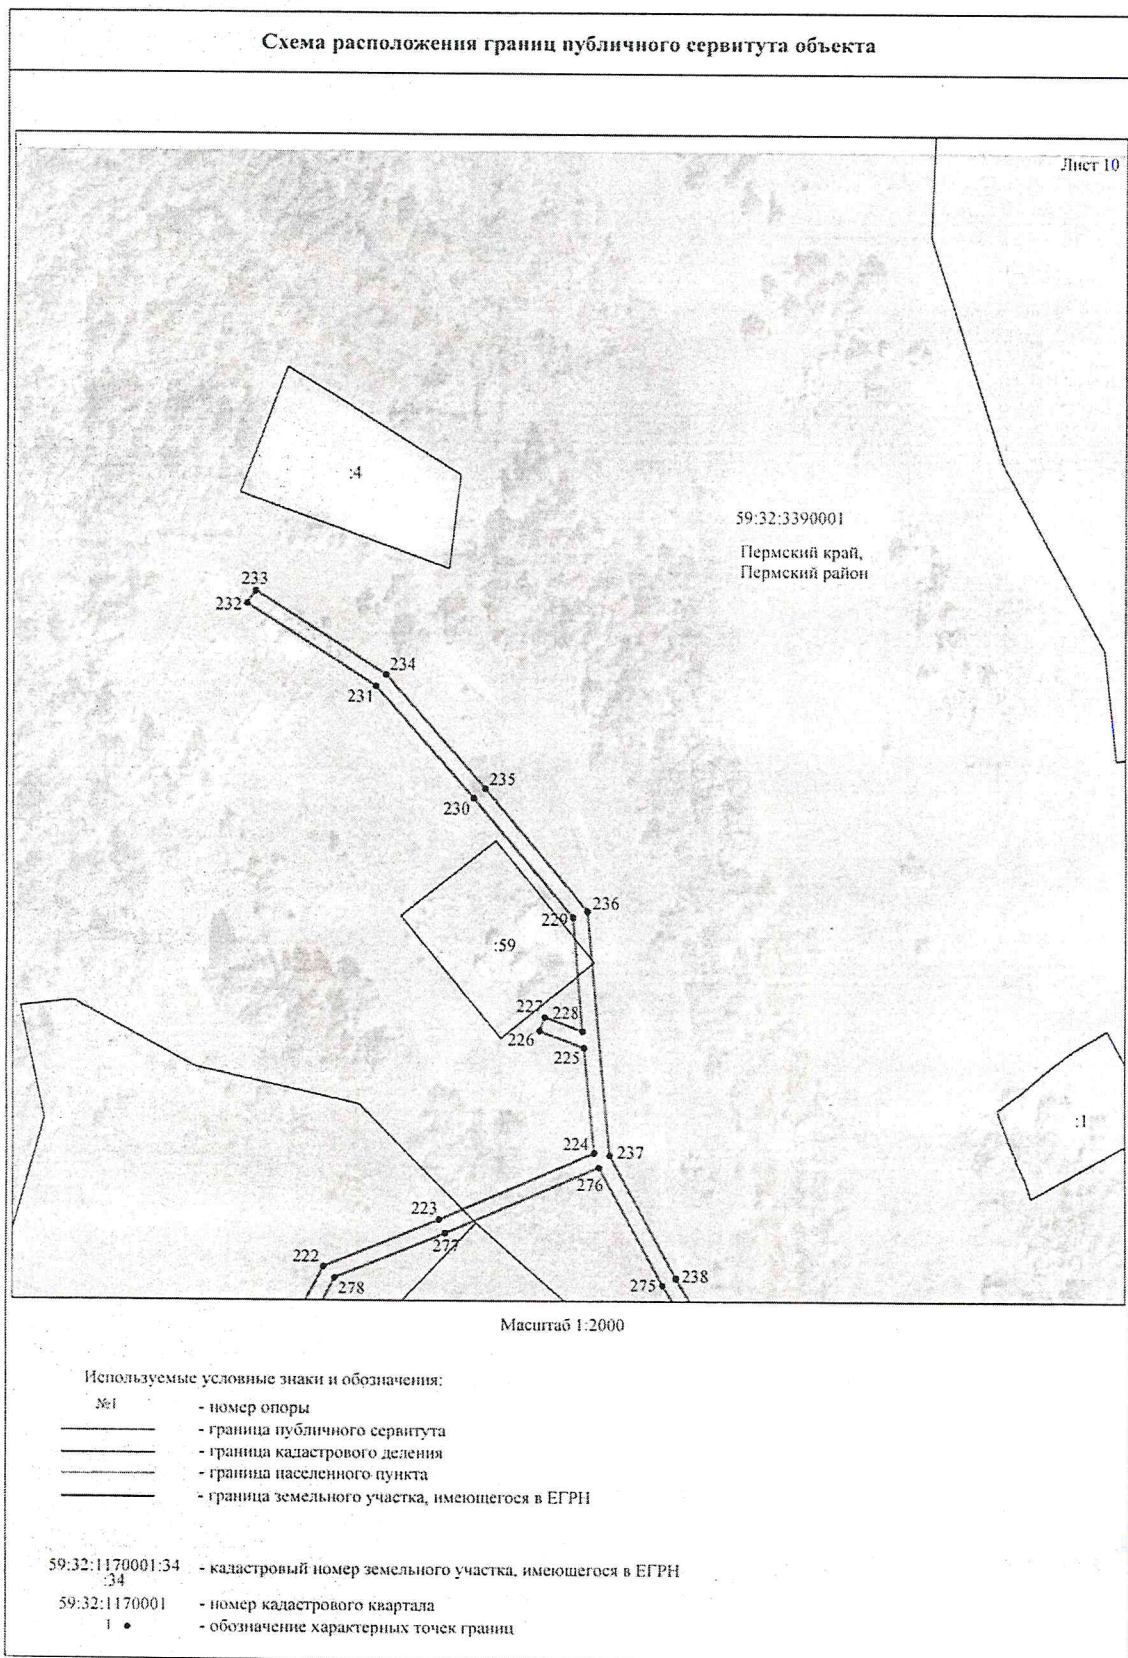 Схема расположения границ публичного сервитута объекта
Лист 10
:4
59:32:3390001
Пермский край,
Пермский район
233
232
234
231
235
230
236
229
:59
227
228
226
225
:1
224
237
276
223
277
222
278
238
275
Масштаб 1:2000
Используемые условные знаки и обозначения:
№1 - номер опоры
- граница публичного сервитута
- граница кадастрового деления
- граница населенного пункта
- граница земельного участка, имеющегося в ЕГРН
59:32:1170001:34 - кадастровый номер земельного участка, имеющегося в ЕГРН
:34
59:32:1170001 - номер кадастрового квартала
1 - обозначение характерных точек границ